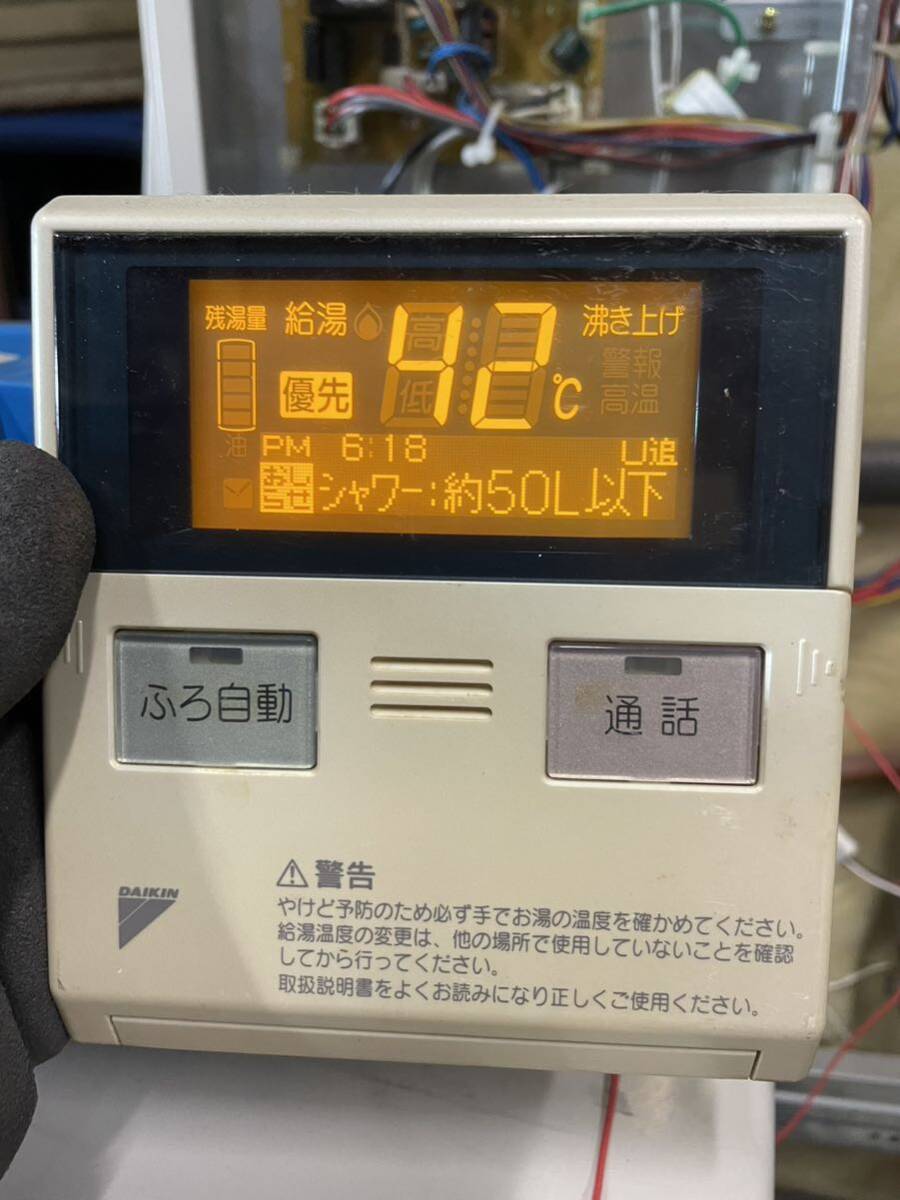 残湯量 給湯 42℃ 沸き上げ
高
警報
優先 低 高温
油 PM 6:18 U追
おしらせ シャワー:約50L以下
ふろ自動 通話
警告
DAIKIN
やけど予防のため必ず手でお湯の温度を確かめてください。
給湯温度の変更は、他の場所で使用していないことを確認
してから行ってください。
取扱説明書をよくお読みになり正しくご使用ください。